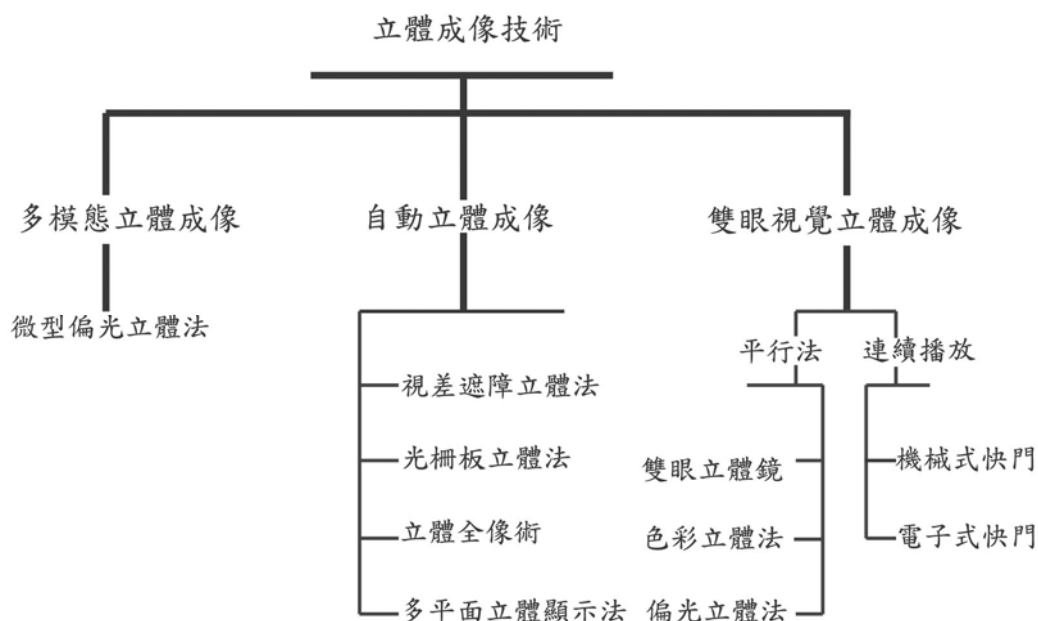 立體成像技術
多模態立體成像
自動立體成像
雙眼視覺立體成像
微型偏光立體法
平行法
連續播放
視差遮障立體法
光柵板立體法
雙眼立體鏡
機械式快門
立體全像術
色彩立體法
電子式快門
多平面立體顯示法
偏光立體法